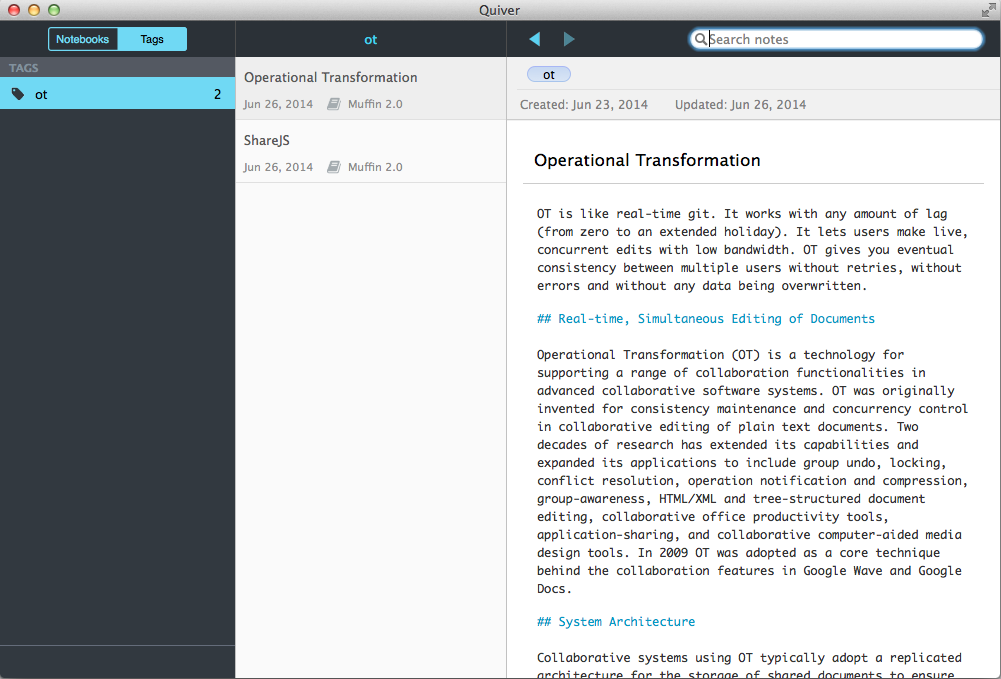 Quiver
Notebooks Tags
ot
Search notes
TAGS
ot 2
Operational Transformation
Jun 26, 2014 Muffin 2.0
ShareJS
Jun 26, 2014 Muffin 2.0
ot
Created: Jun 23, 2014 Updated: Jun 26, 2014
Operational Transformation
OT is like real-time git. It works with any amount of lag
(from zero to an extended holiday). It lets users make live,
concurrent edits with low bandwidth. OT gives you eventual
consistency between multiple users without retries, without
errors and without any data being overwritten.
## Real-time, Simultaneous Editing of Documents
Operational Transformation (OT) is a technology for
supporting a range of collaboration functionalities in
advanced collaborative software systems. OT was originally
invented for consistency maintenance and concurrency control
in collaborative editing of plain text documents. Two
decades of research has extended its capabilities and
expanded its applications to include group undo, locking,
conflict resolution, operation notification and compression,
group-awareness, HTML/XML and tree-structured document
editing, collaborative office productivity tools,
application-sharing, and collaborative computer-aided media
design tools. In 2009 OT was adopted as a core technique
behind the collaboration features in Google Wave and Google
Docs.
## System Architecture
Collaborative systems using OT typically adopt a replicated
architecture for the storage of shared documents to ensure